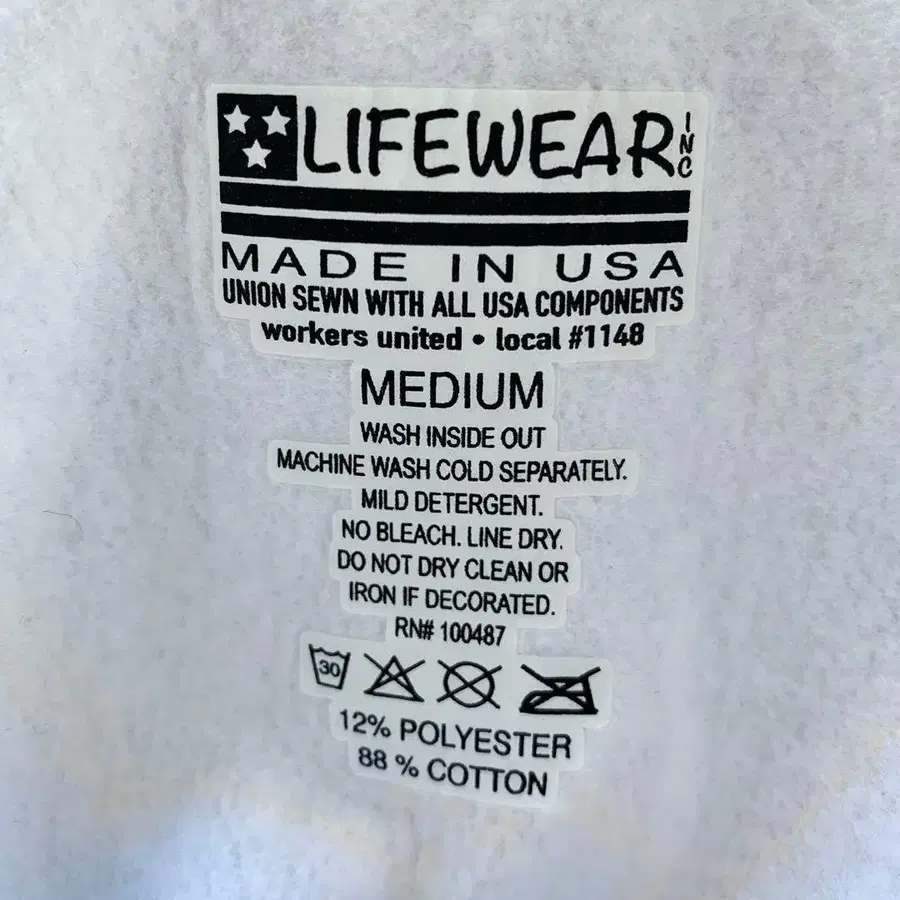 LIFEWEAR INC
MADE IN USA
UNION SEWN WITH ALL USA COMPONENTS
workers united • local #1148
MEDIUM
WASH INSIDE OUT
MACHINE WASH COLD SEPARATELY.
MILD DETERGENT.
NO BLEACH. LINE DRY.
DO NOT DRY CLEAN OR
IRON IF DECORATED.
RN# 100487
30
12% POLYESTER
88 % COTTON